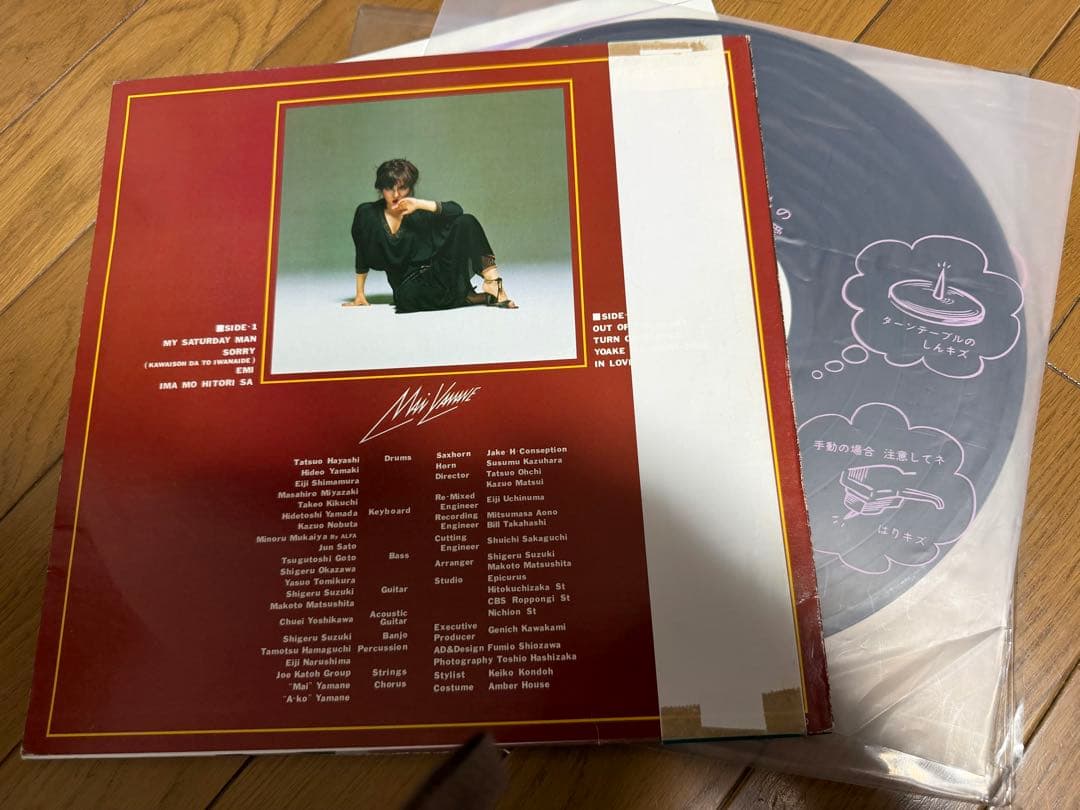 ■SIDE-1
MY SATURDAY MAN
SORRY
(KAWAISON DA TO IWANAIDE)
EMI
IMA MO HITORI SA
■SIDE-
OUT OF
TURN
YOAKE
IN
Mai Yamane
Tatsuo Hayashi Drums
Hideo Yamaki
Eiji Shimamura
Masahiro Miyazaki
Takeo Kikuchi
Hidetoshi Yamada Keyboard
Kazuo Nobuta
Minoru Mukaiya By ALFA
Jun Sato
Tsugutoshi Goto Bass
Shigeru Okazawa
Yasuo Tomikura
Shigeru Suzuki Guitar
Makoto Matsushita
Chuei Yoshikawa Acoustic Guitar
Shigeru Suzuki Banjo
Tamotsu Hamaguchi Percussion
Eiji Narushima
Joe Katoh Group Strings
"Mai" Yamane Chorus
"A-ko" Yamane
Saxhorn Jake·H·Conseption
Horn Susumu Kazuhara
Director Tatsuo Ohchi
Kazuo Matsui
Re-Mixed Engineer Eiji Uchinuma
Recording Engineer Mitsumasa Aono
Bill Takahashi
Cutting Engineer Shuichi Sakaguchi
Arranger Shigeru Suzuki
Makoto Matsushita
Studio Epicurus
Hitokuchizaka St
CBS Roppongi St
Nichion St
Executive Producer Genich Kawakami
AD&Design Fumio Shiozawa
Photography Toshio Hashizaka
Stylist Keiko Kondoh
Costume Amber House
の
ターンテーブルの
しんキズ
手動の場合 注意してネ
はりキズ